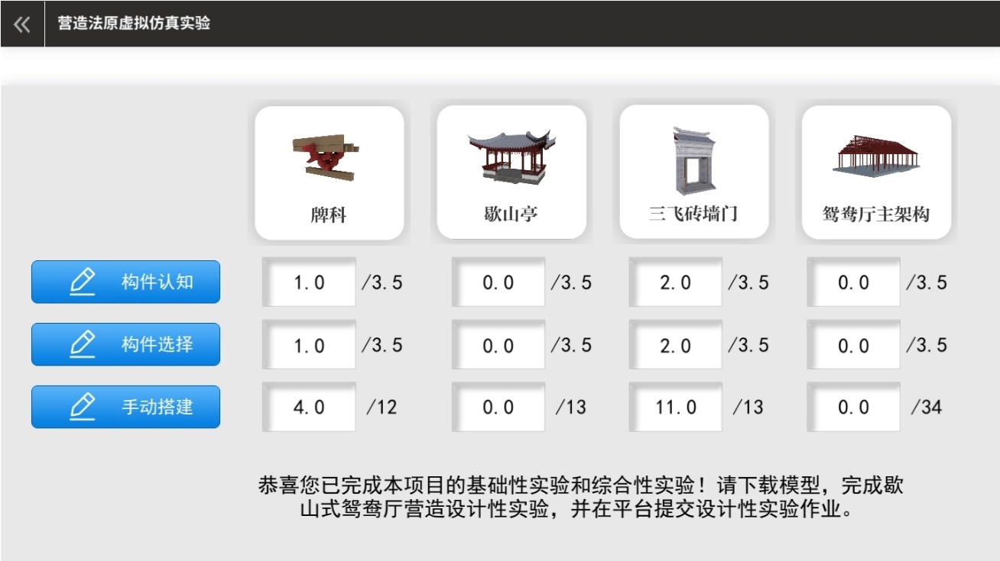 营造法原虚拟仿真实验
牌科
歇山亭
三飞砖墙门
鸳鸯厅主架构
构件认知
1.0 /3.5
0.0 /3.5
2.0 /3.5
0.0 /3.5
构件选择
1.0 /3.5
0.0 /3.5
2.0 /3.5
0.0 /3.5
手动搭建
4.0 /12
0.0 /13
11.0 /13
0.0 /34
恭喜您已完成本项目的基础性实验和综合性实验！请下载模型，完成歇
山式鸳鸯厅营造设计性实验，并在平台提交设计性实验作业。